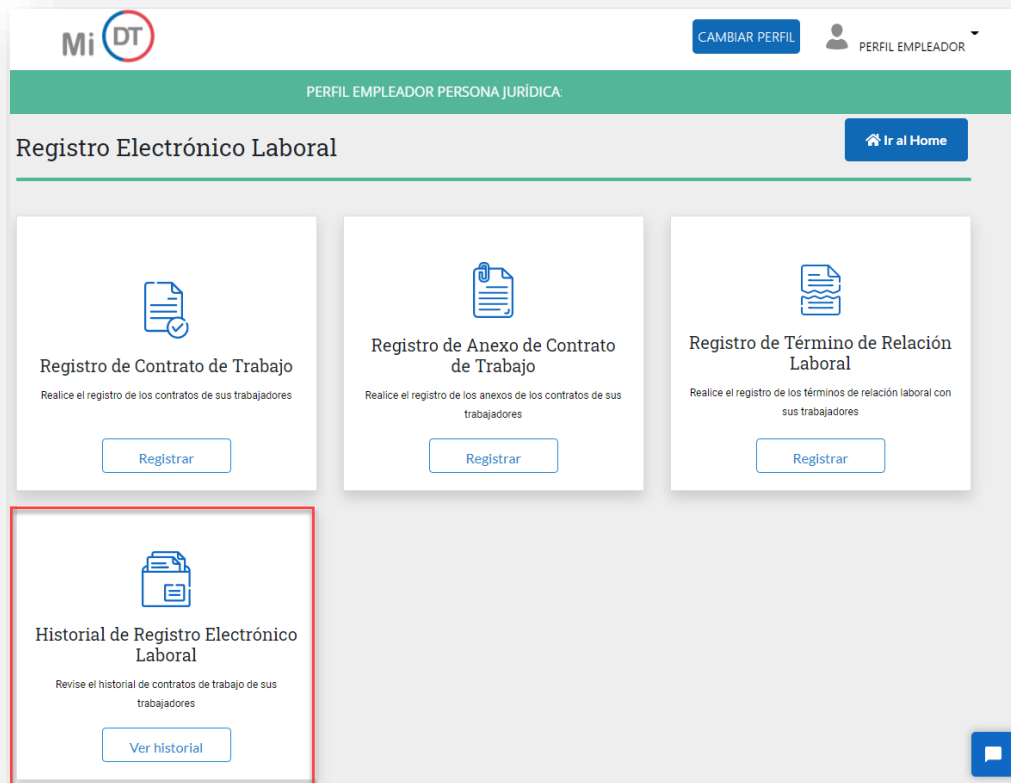 Mi DT
CAMBIAR PERFIL
PERFIL EMPLEADOR
PERFIL EMPLEADOR PERSONA JURÍDICA:
Registro Electrónico Laboral
Ir al Home
Registro de Contrato de Trabajo
Realice el registro de los contratos de sus trabajadores
Registrar
Registro de Anexo de Contrato
de Trabajo
Realice el registro de los anexos de los contratos de sus
trabajadores
Registrar
Registro de Término de Relación
Laboral
Realice el registro de los términos de relación laboral con
sus trabajadores
Registrar
Historial de Registro Electrónico
Laboral
Revise el historial de contratos de trabajo de sus
trabajadores
Ver historial